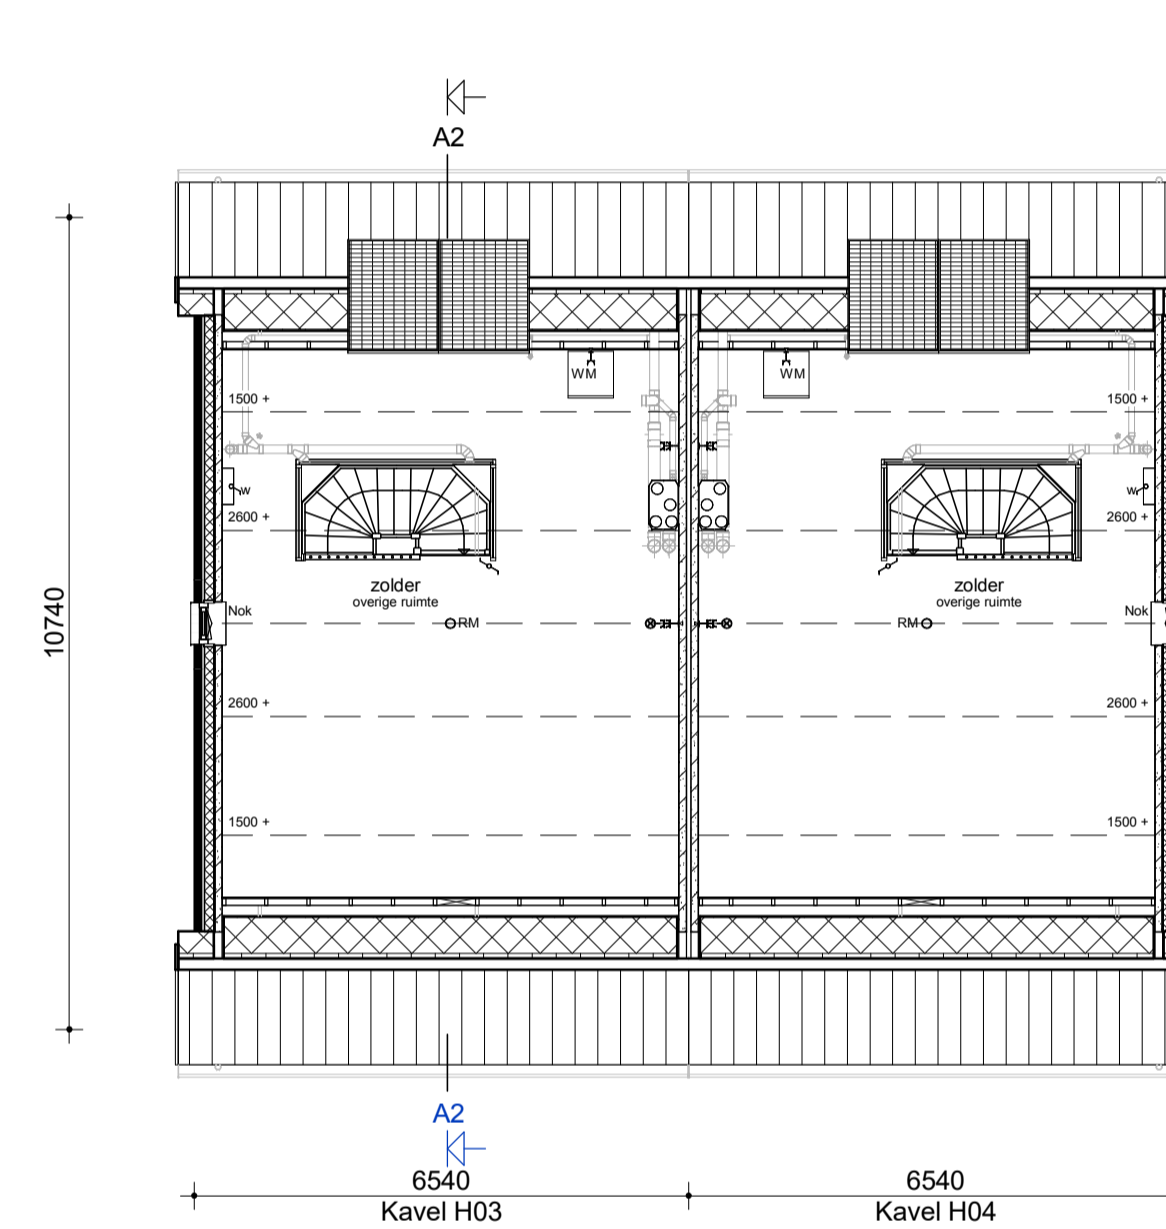 A2
WM
WM
1500 +
1500 +
w
w
2600 +
2600 +
zolder
overige ruimte
zolder
overige ruimte
Nok
RM
RM
Nok
10740
2600 +
2600 +
1500 +
1500 +
A2
6540
Kavel H03
6540
Kavel H04